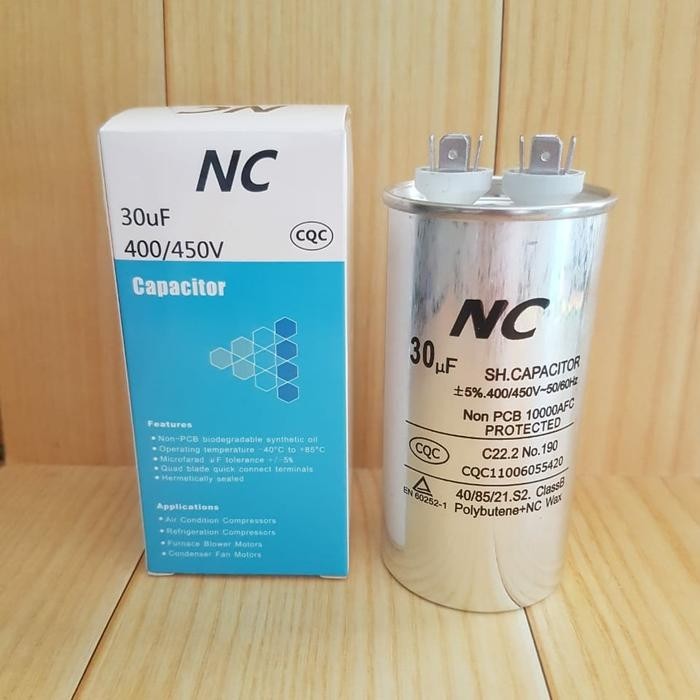 NC
NC
30uF
400/450V
CQC
Capacitor
Features
• Non-PCB biodegradable synthetic oil
• Operating temperature -40°C to +85°C
• Microfarad uF tolerance +/-5%
• Quad blade quick connect terminals
• Hermetically sealed
Applications
• Air Condition Compressors
• Refrigeration Compressors
• Furnace Blower Motors
• Condenser Fan Motors
NC
30μF
SH.CAPACITOR
±5%.400/450V~50/60Hz
Non PCB 10000AFC
PROTECTED
CQC
C22.2 No.190
CQC11006055420
EN 60252-1
40/85/21.S2. ClassB
Polybutene+NC Wax